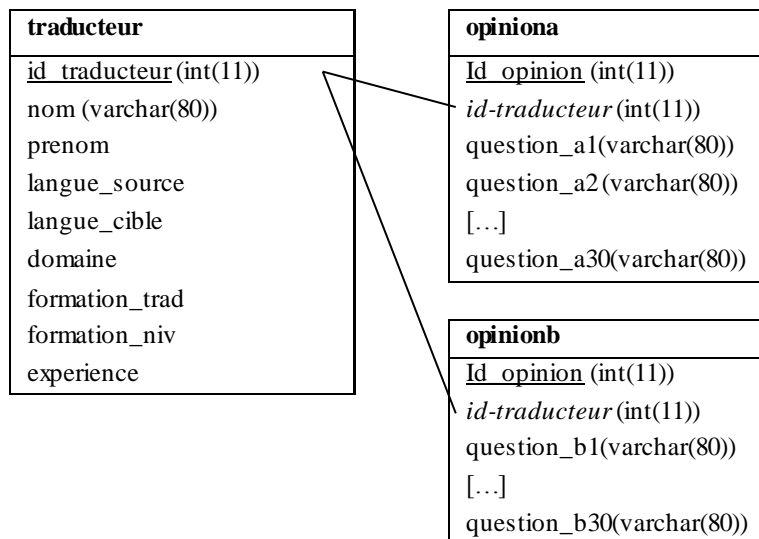 traducteur
id_traducteur (int(11))
nom (varchar(80))
prenom
langue_source
langue_cible
domaine
formation_trad
formation_niv
experience
opiniona
Id_opinion (int(11))
id-traducteur (int(11))
question_a1(varchar(80))
question_a2 (varchar(80))
[…]
question_a30(varchar(80))
opinionb
Id_opinion (int(11))
id-traducteur (int(11))
question_b1(varchar(80))
[…]
question_b30(varchar(80))